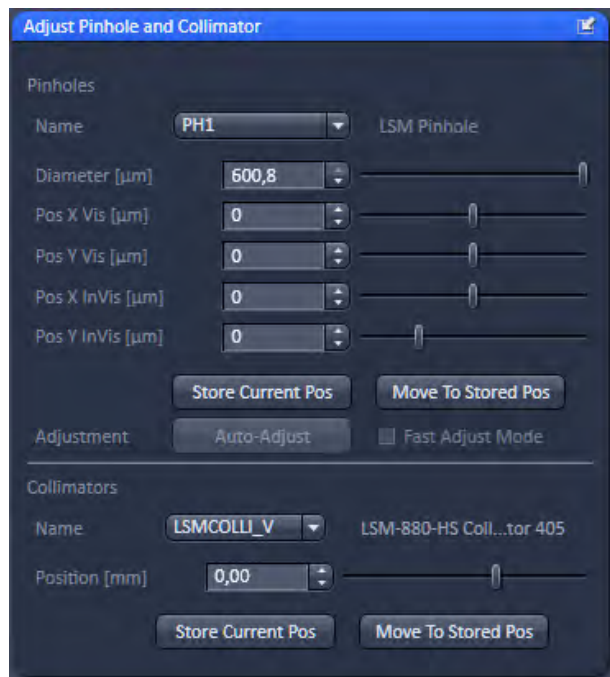 Adjust Pinhole and Collimator
Pinholes
Name PH1 LSM Pinhole
Diameter [µm] 600,8
Pos X Vis [µm] 0
Pos Y Vis [µm] 0
Pos X InVis [µm] 0
Pos Y InVis [µm] 0
Store Current Pos Move To Stored Pos
Adjustment Auto-Adjust Fast Adjust Mode
Collimators
Name LSMCOLLI_V LSM-880-HS Coll...tor 405
Position [mm] 0,00
Store Current Pos Move To Stored Pos